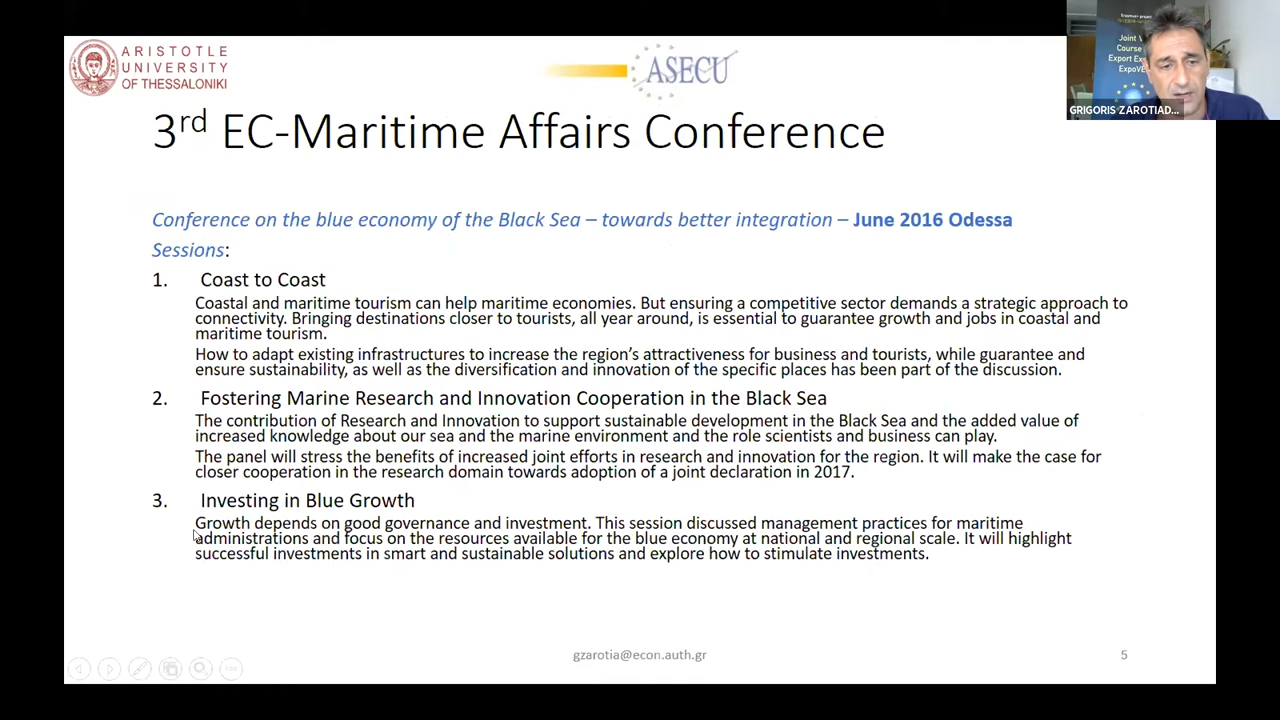 ARISTOTLE
UNIVERSITY
OF THESSALONIKI
ASECU
Joint V
Course
Export Ex
ExpoVE
GRIGORIS ZAROTIAD...
3rd EC-Maritime Affairs Conference
Conference on the blue economy of the Black Sea – towards better integration – June 2016 Odessa
Sessions:
1. Coast to Coast
Coastal and maritime tourism can help maritime economies. But ensuring a competitive sector demands a strategic approach to
connectivity. Bringing destinations closer to tourists, all year around, is essential to guarantee growth and jobs in coastal and
maritime tourism.
How to adapt existing infrastructures to increase the region's attractiveness for business and tourists, while guarantee and
ensure sustainability, as well as the diversification and innovation of the specific places has been part of the discussion.
2. Fostering Marine Research and Innovation Cooperation in the Black Sea
The contribution of Research and Innovation to support sustainable development in the Black Sea and the added value of
increased knowledge about our sea and the marine environment and the role scientists and business can play.
The panel will stress the benefits of increased joint efforts in research and innovation for the region. It will make the case for
closer cooperation in the research domain towards adoption of a joint declaration in 2017.
3. Investing in Blue Growth
Growth depends on good governance and investment. This session discussed management practices for maritime
administrations and focus on the resources available for the blue economy at national and regional scale. It will highlight
successful investments in smart and sustainable solutions and explore how to stimulate investments.
gzarotia@econ.auth.gr
5